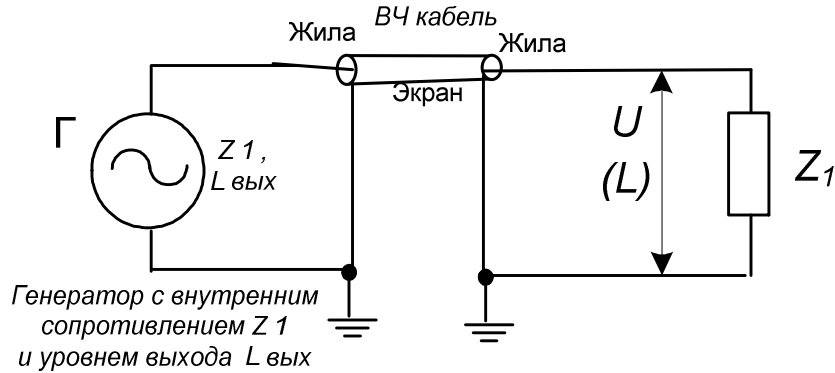 ВЧ кабель
Жила
Жила
Экран
Г
Z 1 ,
L вых
U
(L)
Z1
Генератор с внутренним
сопротивлением Z 1
и уровнем выхода L вых